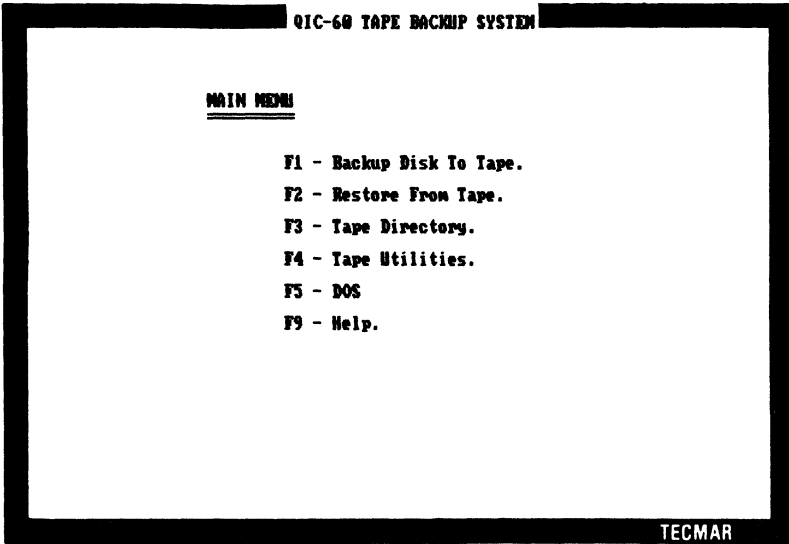 QIC-60 TAPE BACKUP SYSTEM
MAIN MENU
F1 - Backup Disk To Tape.
F2 - Restore From Tape.
F3 - Tape Directory.
F4 - Tape Utilities.
F5 - DOS
F9 - Help.
TECMAR